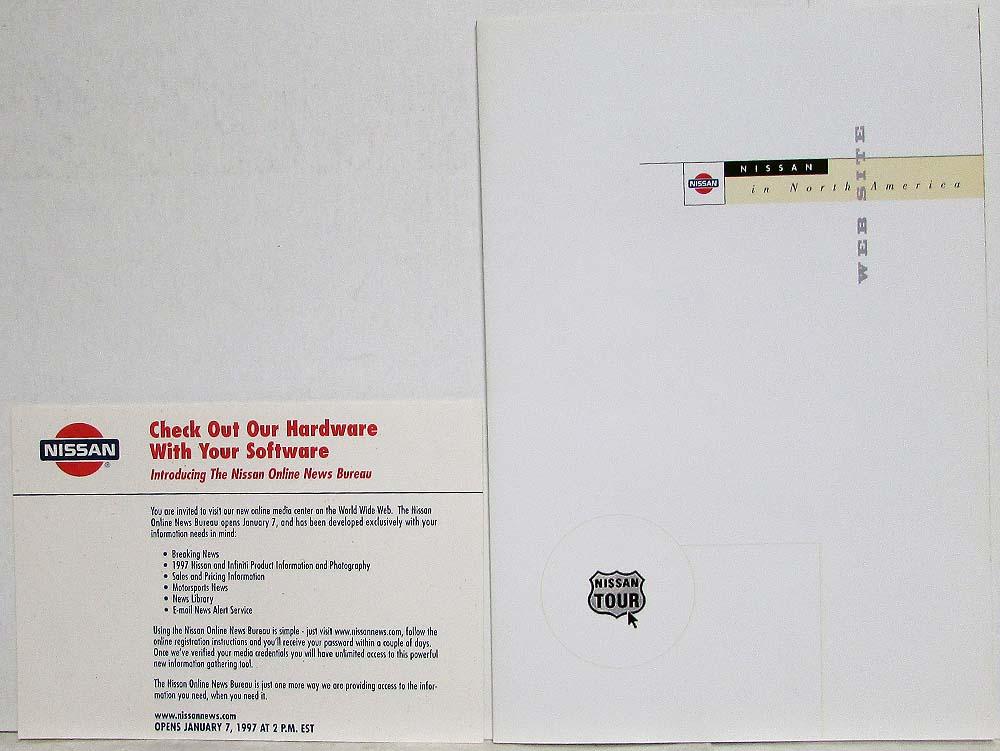 NISSAN
®
Check Out Our Hardware
With Your Software
Introducing The Nissan Online News Bureau
You are invited to visit our new online media center on the World Wide Web. The Nissan
Online News Bureau opens January 7, and has been developed exclusively with your
information needs in mind:
• Breaking News
• 1997 Nissan and Infiniti Product Information and Photography
• Sales and Pricing Information
• Motorsports News
• News Library
• E-mail News Alert Service
Using the Nissan Online News Bureau is simple - just visit www.nissannews.com, follow the
online registration instructions and you'll receive your password within a couple of days.
Once we've verified your media credentials you will have unlimited access to this powerful
new information gathering tool.
The Nissan Online News Bureau is just one more way we are providing access to the infor-
mation you need, when you need it.
www.nissannews.com
OPENS JANUARY 7, 1997 AT 2 P.M. EST
NISSAN
NISSAN
in North America
WEB SITE
NISSAN
TOUR